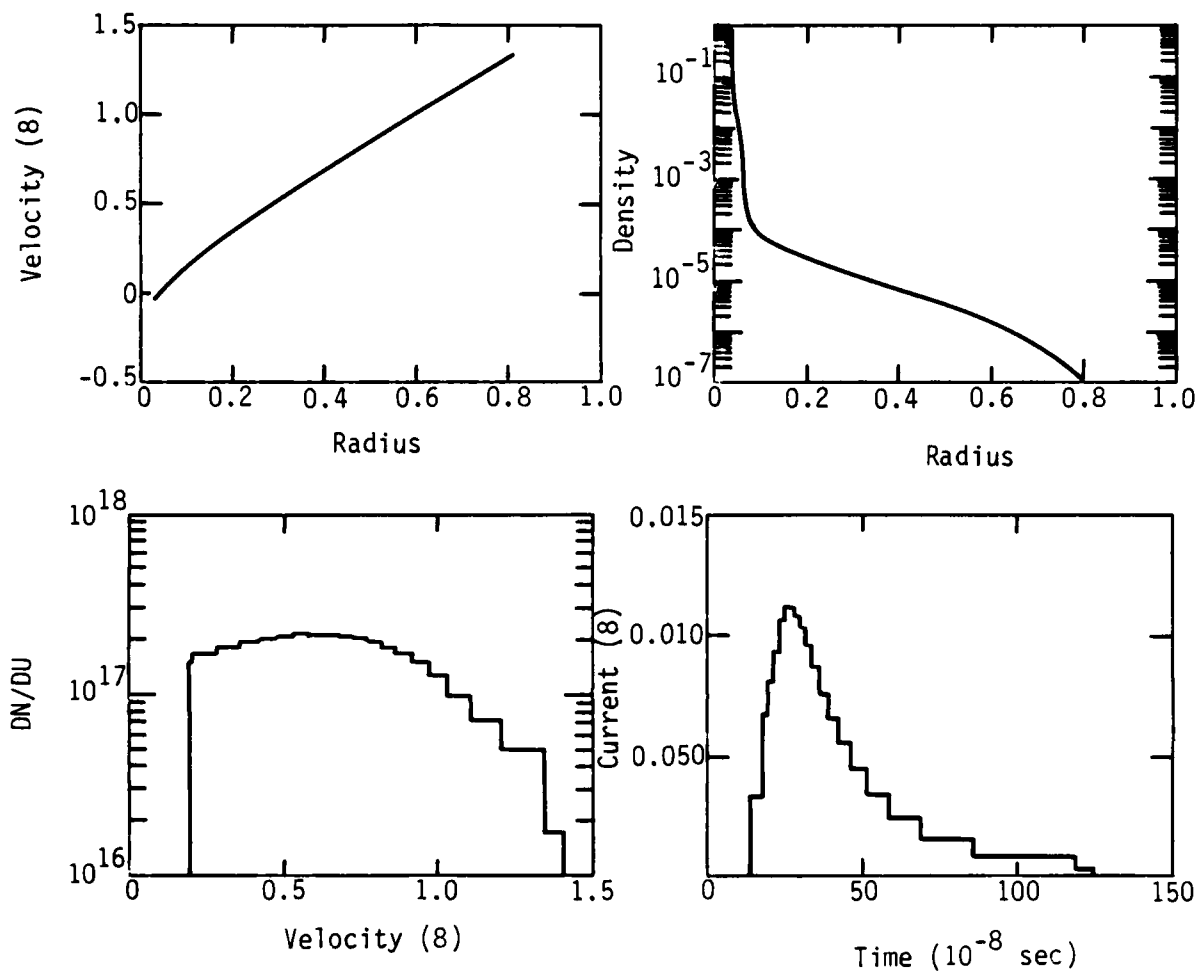 Velocity (8)
1.5
1.0
0.5
0
-0.5
0 0.2 0.4 0.6 0.8 1.0
Radius
Density
10^-1
10^-3
10^-5
10^-7
0 0.2 0.4 0.6 0.8 1.0
Radius
DN/DU
10^18
10^17
10^16
0 0.5 1.0 1.5
Velocity (8)
Current (8)
0.015
0.010
0.050
0 50 100 150
Time (10^-8 sec)